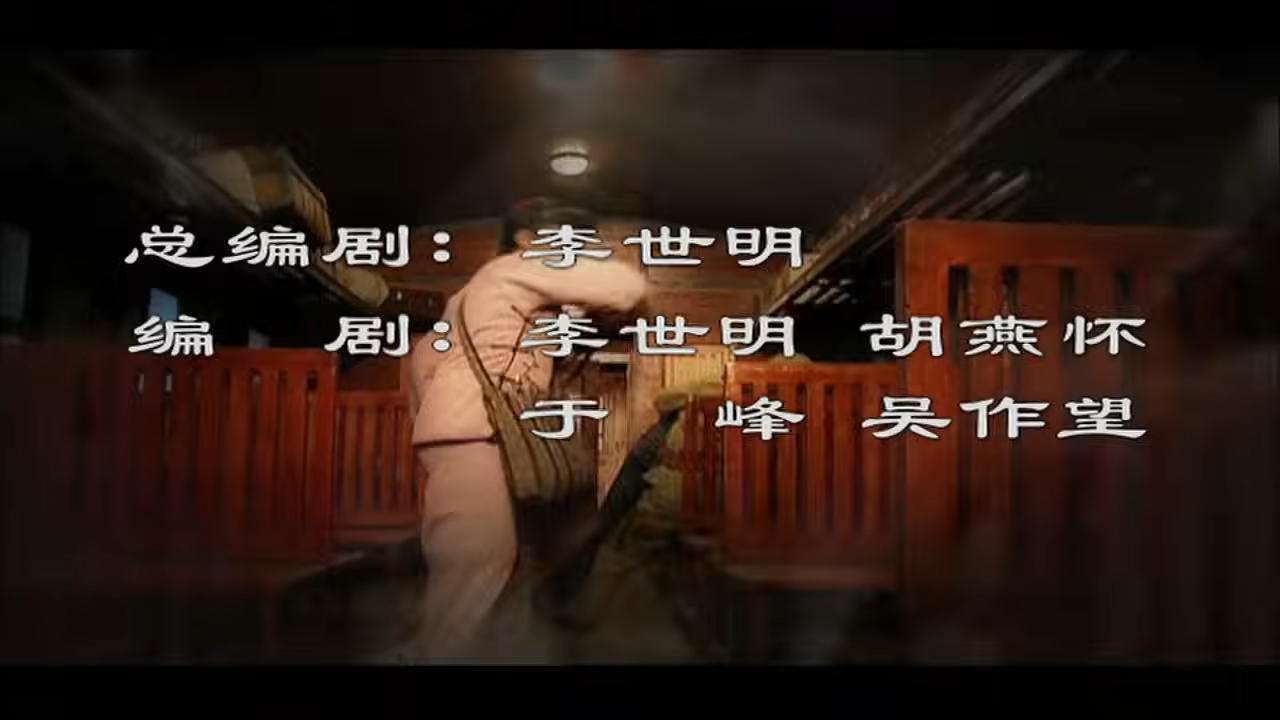 总编剧：李世明
编　剧：李世明 胡燕怀
于　峰 吴作望